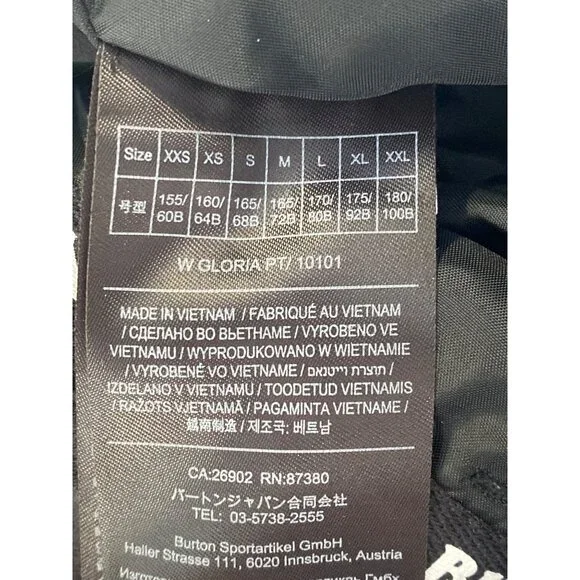 Size XXS XS S M L XL XXL
号型 155/ 60B 160/ 64B 165/ 68B 165/ 72B 170/ 80B 175/ 92B 180/ 100B
W GLORIA PT/ 10101
MADE IN VIETNAM / FABRIQUÉ AU VIETNAM
/ СДЕЛАНО ВО ВЬЕТНАМЕ / VYROBENO VE
VIETNAMU / WYPRODUKOWANO W WIETNAMIE
/ VYROBENÉ VO VIETNAME / תוצרת וייטנאם /
IZDELANO V VIETNAMU / TOODETUD VIETNAMIS
/ RAŽOTS VJETNAMĀ / PAGAMINTA VIETNAME /
越南制造 / 제조국: 베트남
CA:26902 RN:87380
バートンジャパン合同会社
TEL: 03-5738-2555
Burton Sportartikel GmbH
Haller Strasse 111, 6020 Innsbruck, Austria